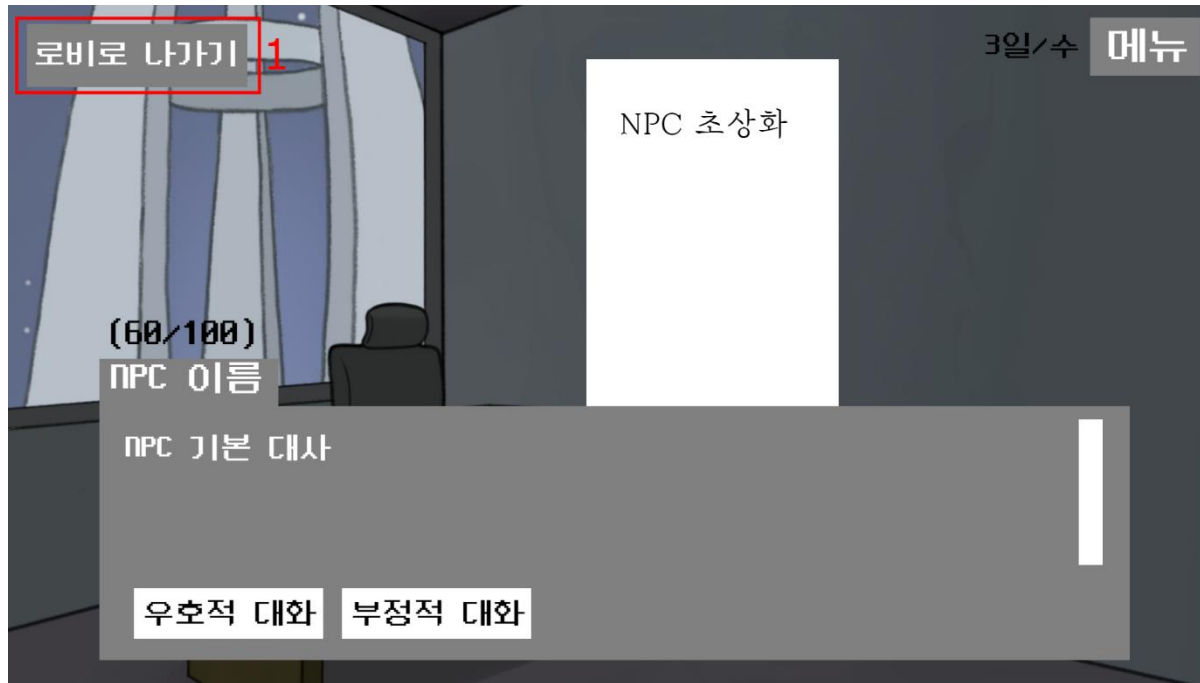 로비로 나가기
1
3일/수
메뉴
NPC 초상화
(60/100)
NPC 이름
NPC 기본 대사
우호적 대화
부정적 대화